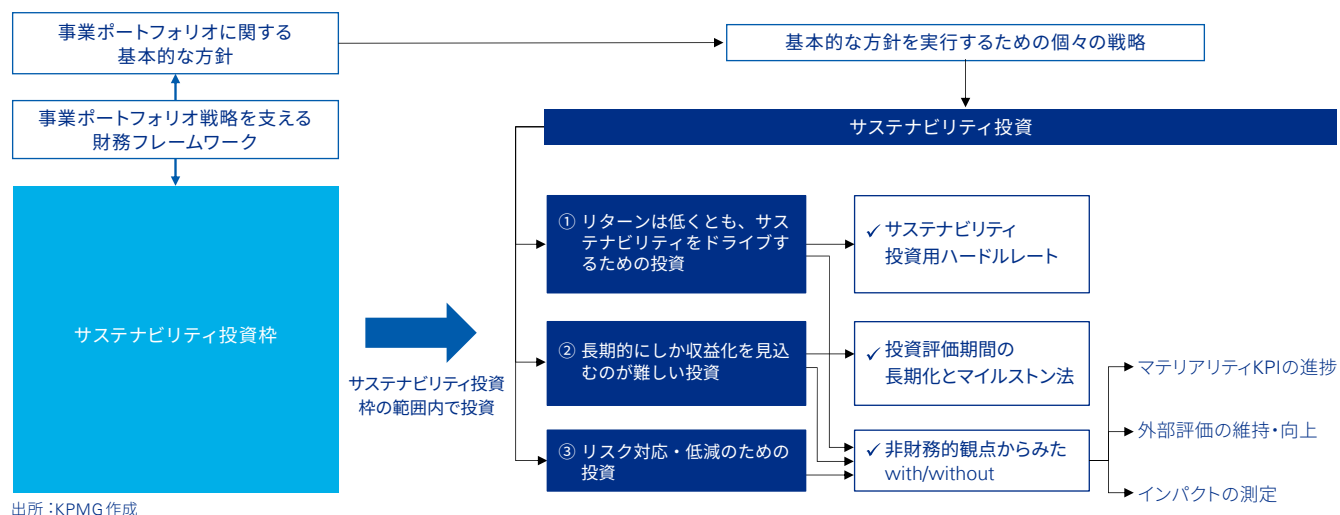 事業ポートフォリオに関する
基本的な方針
基本的な方針を実行するための個々の戦略
事業ポートフォリオ戦略を支える
財務フレームワーク
サステナビリティ投資
サステナビリティ投資枠
サステナビリティ投資
枠の範囲内で投資
① リターンは低くとも、サス
テナビリティをドライブす
るための投資
✓ サステナビリティ
投資用ハードルレート
② 長期的にしか収益化を見込
むのが難しい投資
✓ 投資評価期間の
長期化とマイルストン法
③ リスク対応・低減のための
投資
✓ 非財務的観点からみた
with/without
マテリアリティKPIの進捗
外部評価の維持・向上
インパクトの測定
出所：KPMG作成